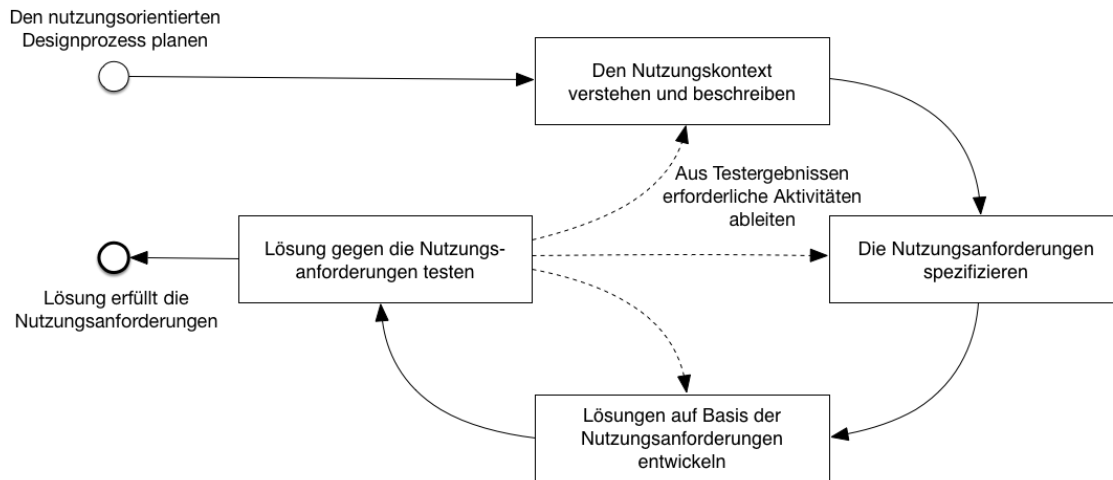 Den nutzungsorientierten
Designprozess planen
Den Nutzungskontext
verstehen und beschreiben
Aus Testergebnissen
erforderliche Aktivitäten
ableiten
Lösung gegen die Nutzungs-
anforderungen testen
Die Nutzungsanforderungen
spezifizieren
Lösung erfüllt die
Nutzungsanforderungen
Lösungen auf Basis der
Nutzungsanforderungen
entwickeln